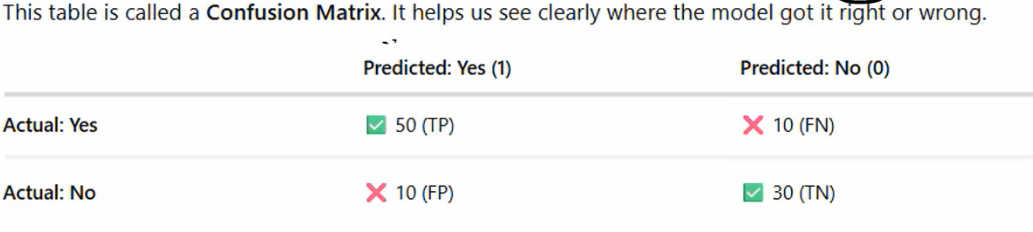 This table is called a Confusion Matrix. It helps us see clearly where the model got it right or wrong.
Predicted: Yes (1) Predicted: No (0)
Actual: Yes ✅ 50 (TP) ❌ 10 (FN)
Actual: No ❌ 10 (FP) ✅ 30 (TN)